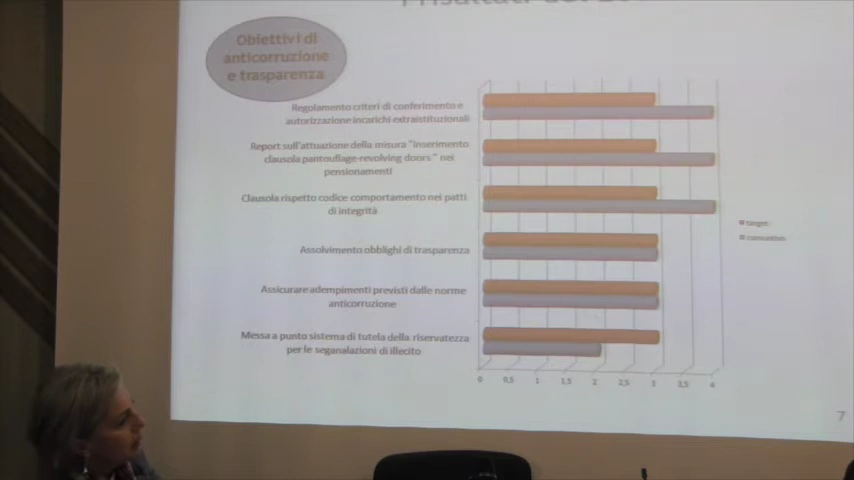 Obiettivi di
anticorruzione
e trasparenza
Regolamento criteri di conferimento e
autorizzazione incarichi extraistituzionali
Report sull'attuazione della misura "inserimento
clausola pantouflage-revolving doors " nei
pensionamenti
Clausola rispetto codice comportamento nei patti
di integrità
Assolvimento obblighi di trasparenza
Assicurare adempimenti previsti dalle norme
anticorruzione
Messa a punto sistema di tutela della riservatezza
per le seganalazioni di illecito
target
consuntivo
0 0,5 1 1,5 2 2,5 3 3,5 4
7